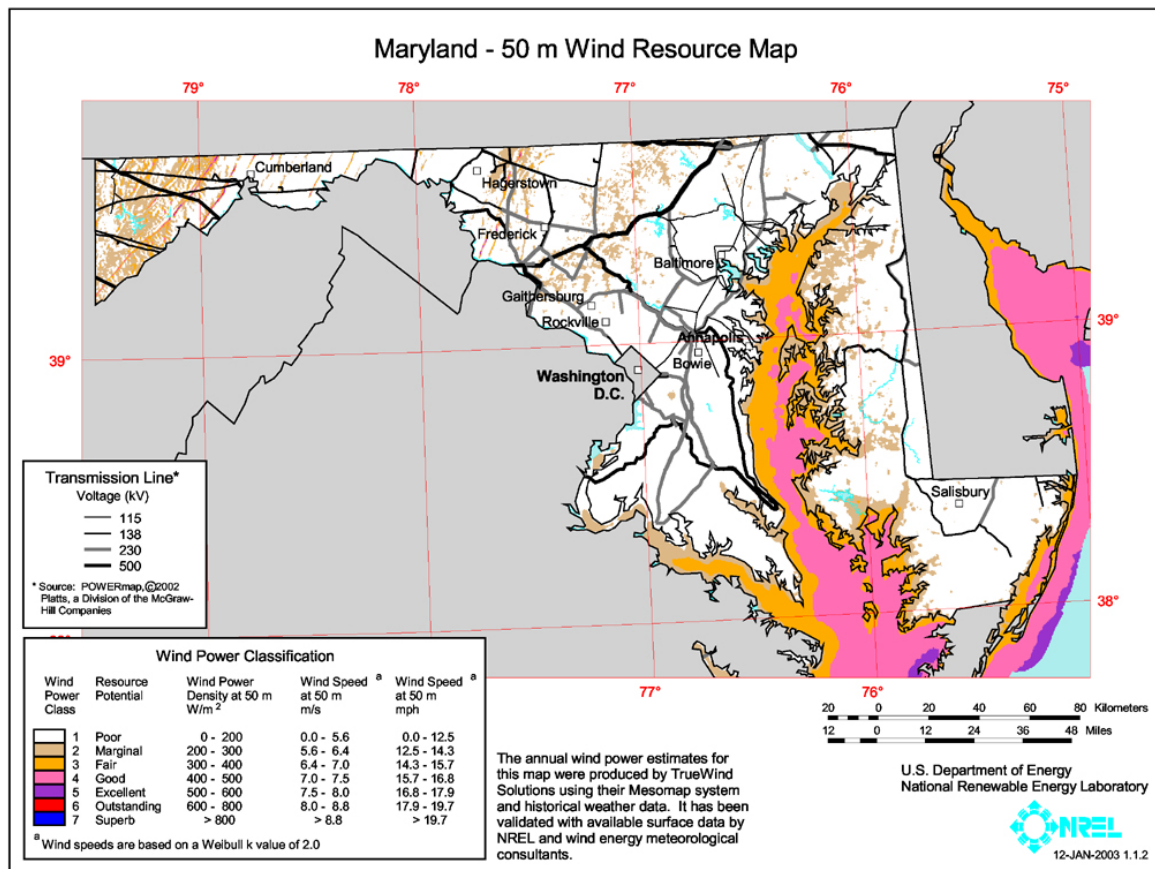 Maryland - 50 m Wind Resource Map
79° 78° 77° 76° 75°
Cumberland
Hagerstown
Frederick
Baltimore
Gaithersburg
Rockville
39°
Annapolis
39°
Bowie
Washington
D.C.
Salisbury
38°
77° 76°
Transmission Line*
Voltage (kV)
115
138
230
500
* Source: POWERmap,©2002
Platts, a Division of the McGraw-
Hill Companies
Wind Power Classification
Wind Power Class
Resource Potential
Wind Power Density at 50 m W/m²
Wind Speed a at 50 m m/s
Wind Speed a at 50 m mph
1 Poor 0 - 200 0.0 - 5.6 0.0 - 12.5
2 Marginal 200 - 300 5.6 - 6.4 12.5 - 14.3
3 Fair 300 - 400 6.4 - 7.0 14.3 - 15.7
4 Good 400 - 500 7.0 - 7.5 15.7 - 16.8
5 Excellent 500 - 600 7.5 - 8.0 16.8 - 17.9
6 Outstanding 600 - 800 8.0 - 8.8 17.9 - 19.7
7 Superb > 800 > 8.8 > 19.7
a Wind speeds are based on a Weibull k value of 2.0
The annual wind power estimates for
this map were produced by TrueWind
Solutions using their Mesomap system
and historical weather data. It has been
validated with available surface data by
NREL and wind energy meteorological
consultants.
20 0 20 40 60 80 Kilometers
12 0 12 24 36 48 Miles
U.S. Department of Energy
National Renewable Energy Laboratory
NREL
12-JAN-2003 1.1.2